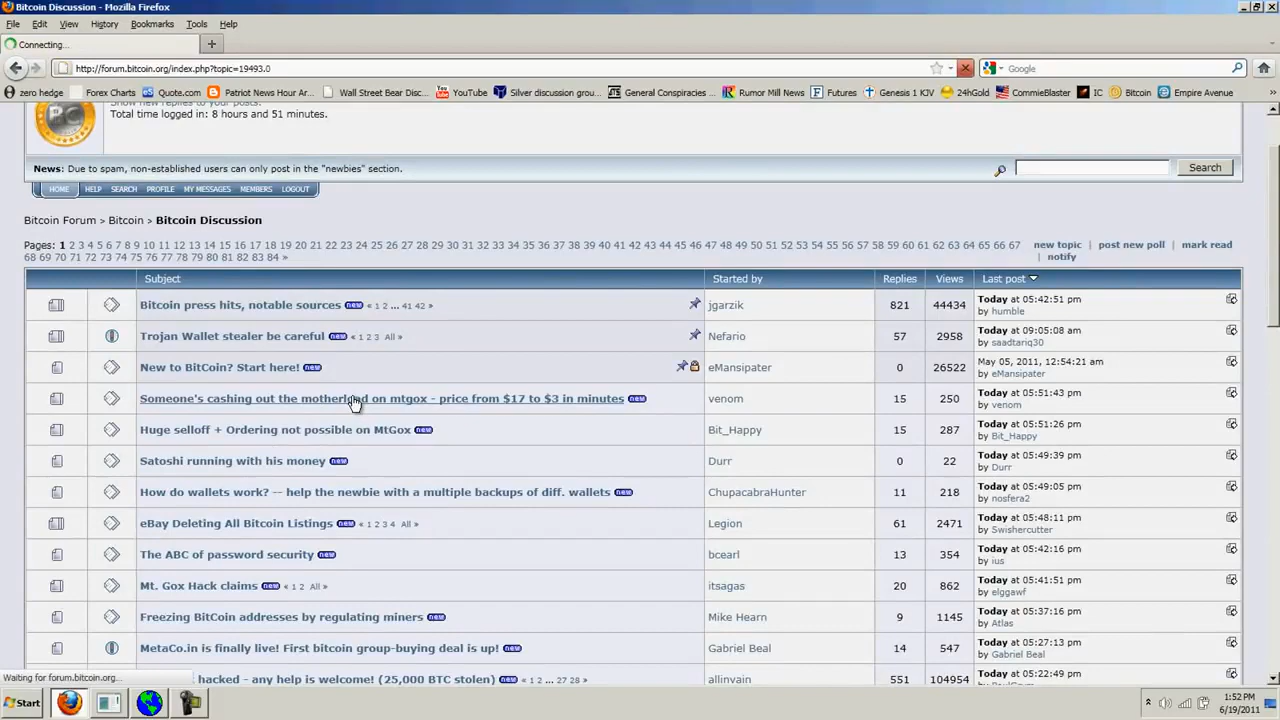 Bitcoin Discussion - Mozilla Firefox
File Edit View History Bookmarks Tools Help
Connecting...
http://forum.bitcoin.org/index.php?topic=19493.0 Google
zero hedge Forex Charts Quote.com Patriot News Hour Ar... Wall Street Bear Disc... YouTube Silver discussion grou... General Conspiracies ... Rumor Mill News Futures Genesis 1 KJV 24hGold CommieBlaster IC Bitcoin Empire Avenue
Show new replies to your posts.
Total time logged in: 8 hours and 51 minutes.
News: Due to spam, non-established users can only post in the "newbies" section. Search
HOME HELP SEARCH PROFILE MY MESSAGES MEMBERS LOGOUT
Bitcoin Forum > Bitcoin > Bitcoin Discussion
Pages: 1 2 3 4 5 6 7 8 9 10 11 12 13 14 15 16 17 18 19 20 21 22 23 24 25 26 27 28 29 30 31 32 33 34 35 36 37 38 39 40 41 42 43 44 45 46 47 48 49 50 51 52 53 54 55 56 57 58 59 60 61 62 63 64 65 66 67 new topic | post new poll | mark read
68 69 70 71 72 73 74 75 76 77 78 79 80 81 82 83 84 » | notify
Subject Started by Replies Views Last post
Bitcoin press hits, notable sources new « 1 2 ... 41 42 » jgarzik 821 44434 Today at 05:42:51 pm
by humble
Trojan Wallet stealer be careful new « 1 2 3 All » Nefario 57 2958 Today at 09:05:08 am
by saadtariq30
New to BitCoin? Start here! new eMansipater 0 26522 May 05, 2011, 12:54:21 am
by eMansipater
Someone's cashing out the motherload on mtgox - price from $17 to $3 in minutes new venom 15 250 Today at 05:51:43 pm
by venom
Huge selloff + Ordering not possible on MtGox new Bit_Happy 15 287 Today at 05:51:26 pm
by Bit_Happy
Satoshi running with his money new Durr 0 22 Today at 05:49:39 pm
by Durr
How do wallets work? -- help the newbie with a multiple backups of diff. wallets new ChupacabraHunter 11 218 Today at 05:49:05 pm
by nosfera2
eBay Deleting All Bitcoin Listings new « 1 2 3 4 All » Legion 61 2471 Today at 05:48:11 pm
by Swishercutter
The ABC of password security new bcearl 13 354 Today at 05:42:16 pm
by ius
Mt. Gox Hack claims new « 1 2 All » itsagas 20 862 Today at 05:41:51 pm
by elggawf
Freezing BitCoin addresses by regulating miners new Mike Hearn 9 1145 Today at 05:37:16 pm
by Atlas
MetaCo.in is finally live! First bitcoin group-buying deal is up! new Gabriel Beal 14 547 Today at 05:27:13 pm
by Gabriel Beal
hacked - any help is welcome! (25,000 BTC stolen) new « 1 2 ... 27 28 » allinvain 551 104954 Today at 05:22:49 pm
Waiting for forum.bitcoin.org...
Start 1:52 PM
6/19/2011